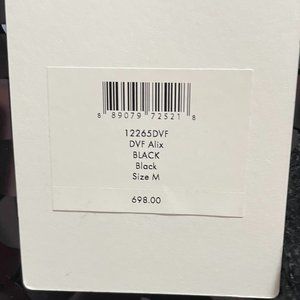 8 89079 72521 8
12265DVF
DVF Alix
BLACK
Black
Size M
698.00